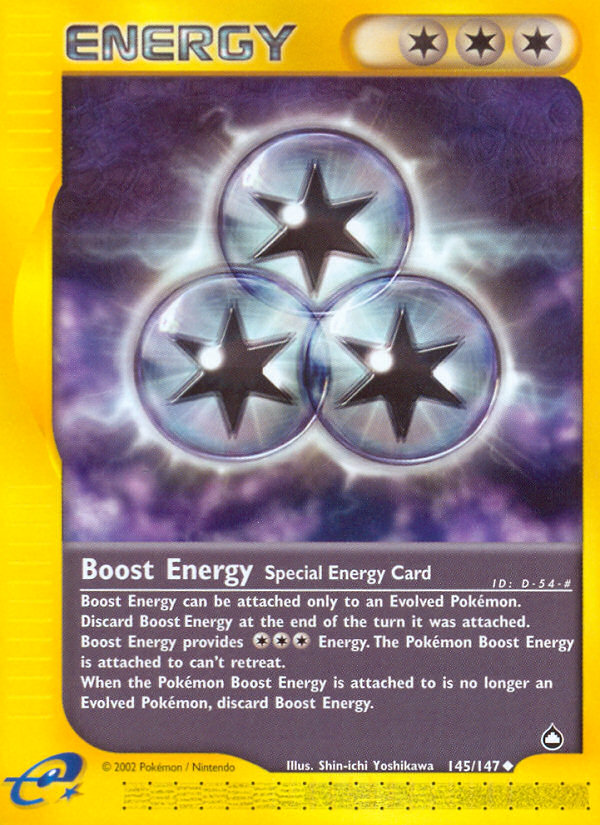 ENERGY
Boost Energy Special Energy Card
ID: D-54-#
Boost Energy can be attached only to an Evolved Pokémon.
Discard Boost Energy at the end of the turn it was attached.
Boost Energy provides Energy. The Pokémon Boost Energy
is attached to can't retreat.
When the Pokémon Boost Energy is attached to is no longer an
Evolved Pokémon, discard Boost Energy.
© 2002 Pokémon / Nintendo
Illus. Shin-ichi Yoshikawa 145/147
e